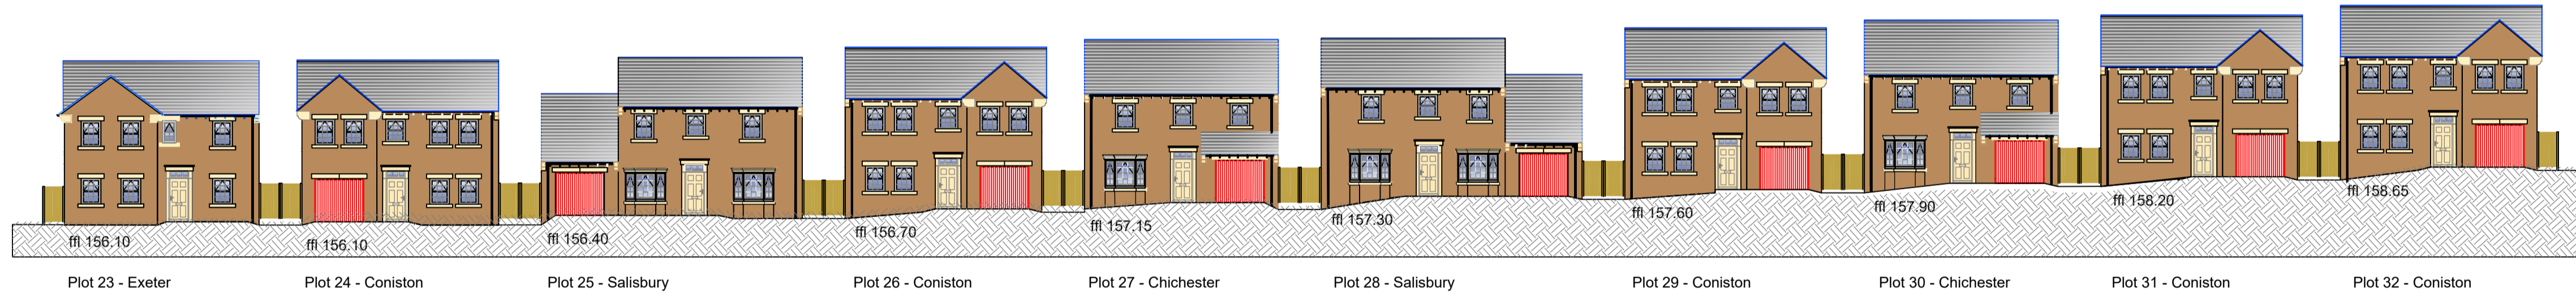 ffl 156.10
ffl 156.10
ffl 156.40
ffl 156.70
ffl 157.15
ffl 157.30
ffl 157.60
ffl 157.90
ffl 158.20
ffl 158.65
Plot 23 - Exeter
Plot 24 - Coniston
Plot 25 - Salisbury
Plot 26 - Coniston
Plot 27 - Chichester
Plot 28 - Salisbury
Plot 29 - Coniston
Plot 30 - Chichester
Plot 31 - Coniston
Plot 32 - Coniston